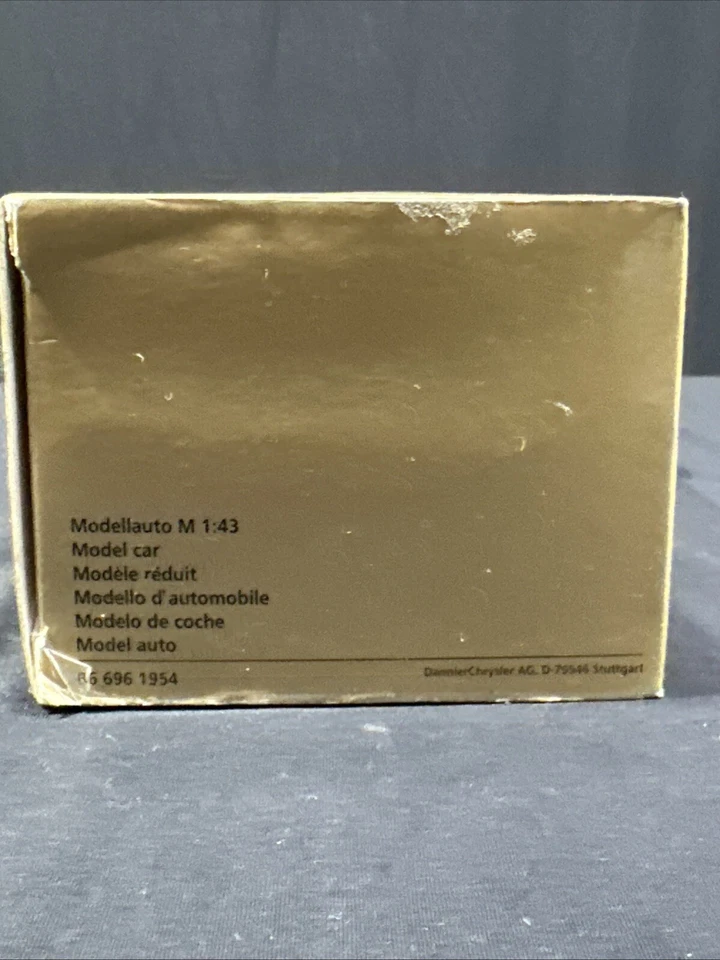 Modellauto M 1:43
Model car
Modèle réduit
Modello d'automobile
Modelo de coche
Model auto
66 696 1954
DaimlerChrysler AG, D-70546 Stuttgart